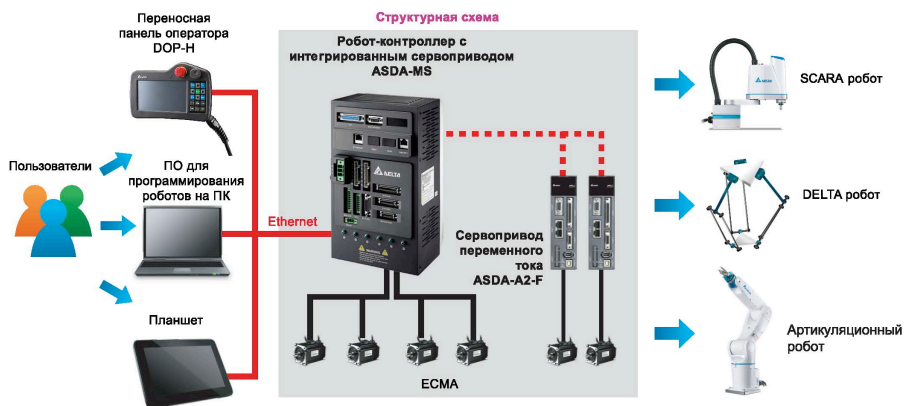 Структурная схема
Переносная
панель оператора
DOP-H
Пользователи
ПО для
программирования
роботов на ПК
Планшет
Ethernet
Робот-контроллер с
интегрированным сервоприводом
ASDA-MS
DELTA
Сервопривод
переменного
тока
ASDA-A2-F
ECMA
SCARA робот
DELTA робот
Артикуляционный
робот